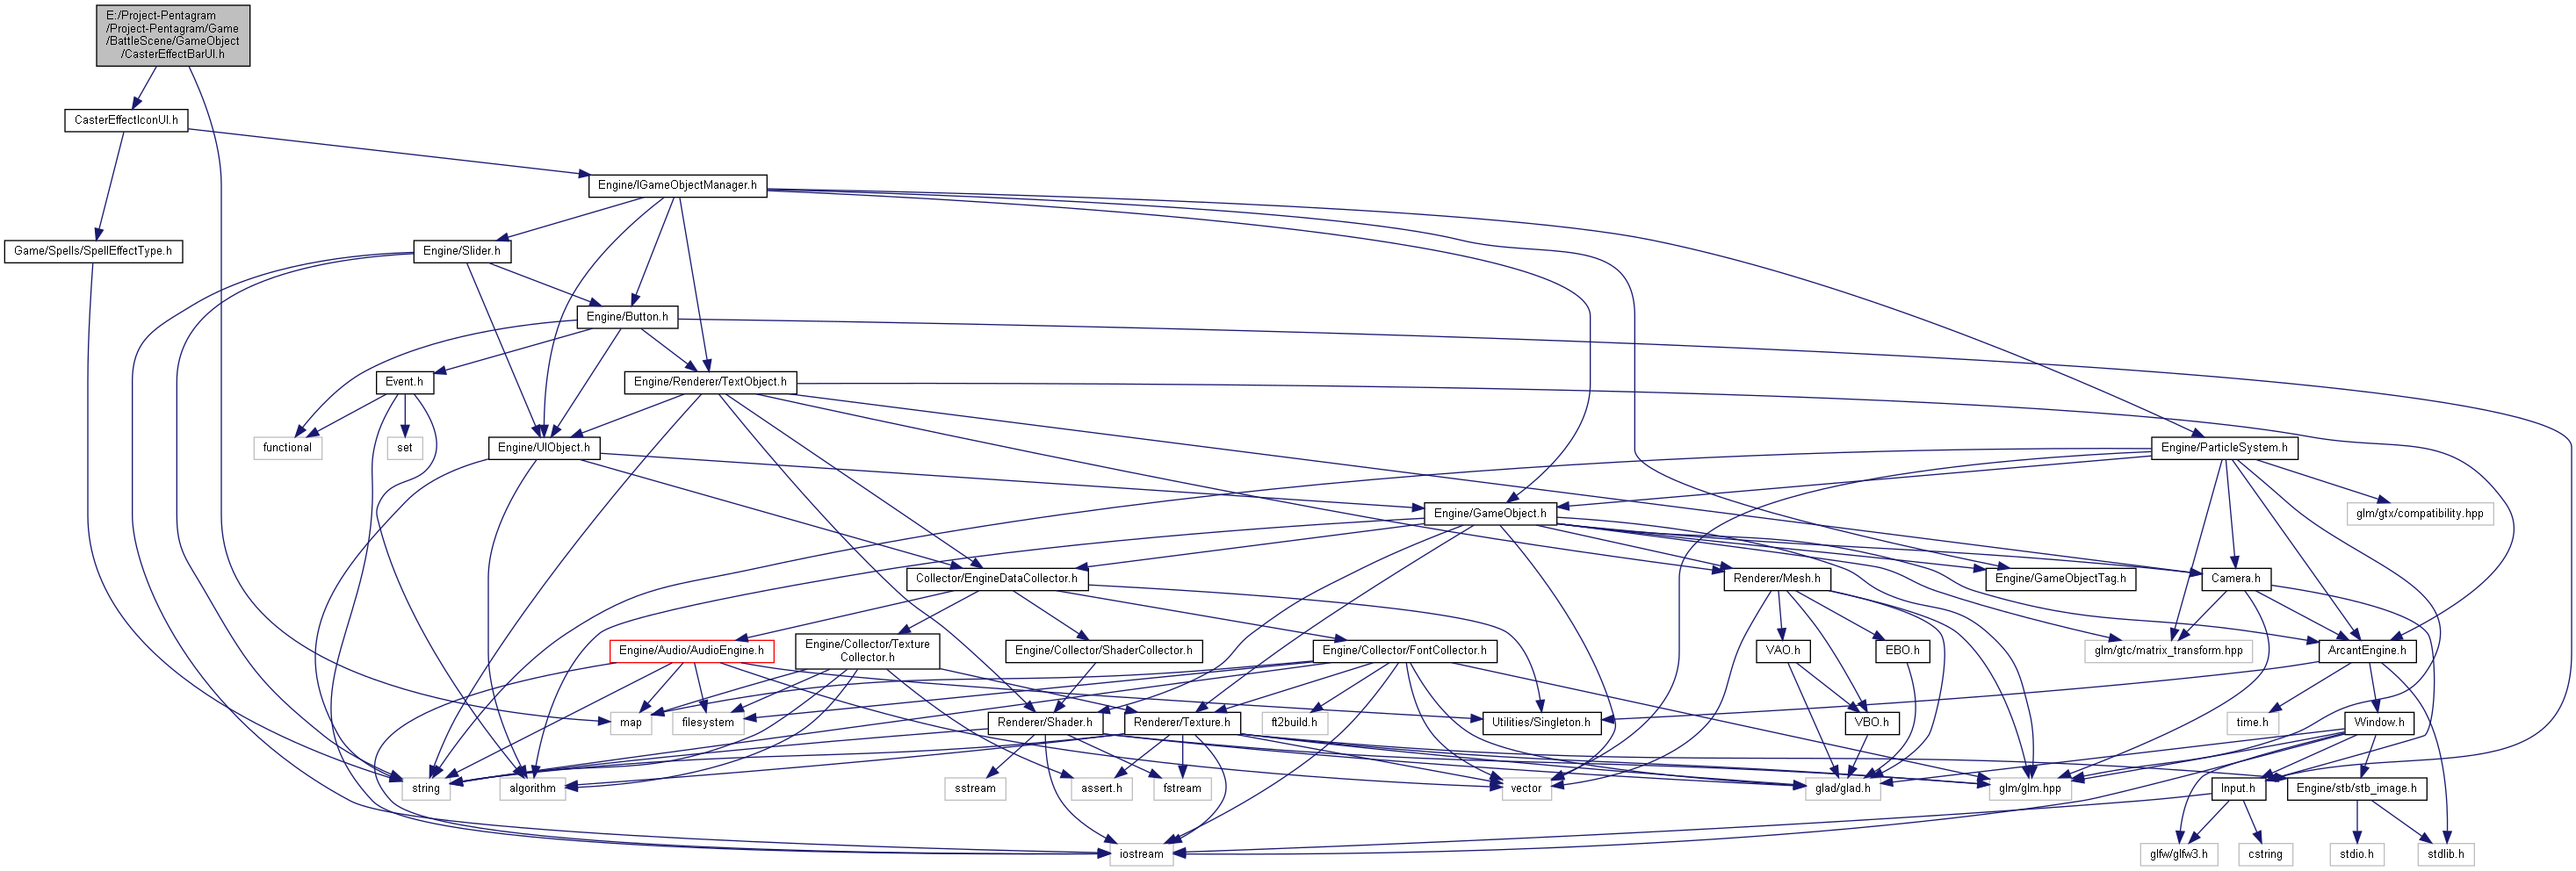 E:/Project-Pentagram
/Project-Pentagram/Game
/BattleScene/GameObject
/CasterEffectBarUI.h
CasterEffectIconUI.h
Engine/IGameObjectManager.h
Game/Spells/SpellEffectType.h
Engine/Slider.h
Engine/Button.h
Event.h
Engine/Renderer/TextObject.h
functional
set
Engine/UIObject.h
Engine/ParticleSystem.h
Engine/GameObject.h
glm/gtx/compatibility.hpp
Collector/EngineDataCollector.h
Renderer/Mesh.h
Engine/GameObjectTag.h
Camera.h
Engine/Audio/AudioEngine.h
Engine/Collector/Texture
Collector.h
Engine/Collector/ShaderCollector.h
Engine/Collector/FontCollector.h
VAO.h
EBO.h
glm/gtc/matrix_transform.hpp
ArcantEngine.h
map
filesystem
Renderer/Shader.h
Renderer/Texture.h
ft2build.h
Utilities/Singleton.h
VBO.h
time.h
Window.h
string
algorithm
sstream
assert.h
fstream
vector
glad/glad.h
glm/glm.hpp
Input.h
Engine/stb/stb_image.h
iostream
glfw/glfw3.h
cstring
stdio.h
stdlib.h